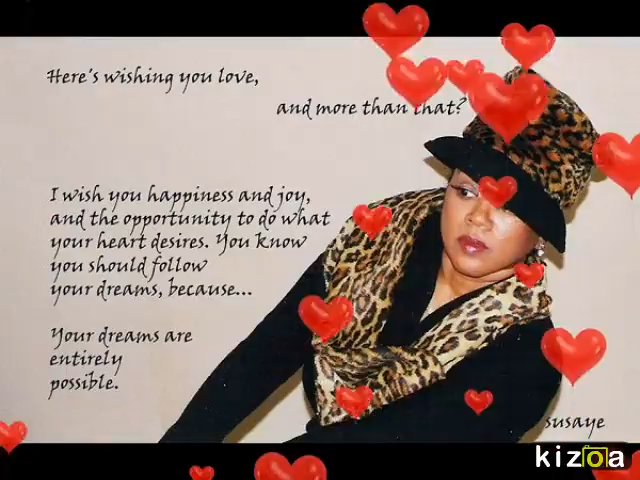 Here's wishing you love,
and more than that?
I wish you happiness and joy,
and the opportunity to do what
your heart desires. You know
you should follow
your dreams, because...
Your dreams are
entirely
possible.
susaye
kizoa